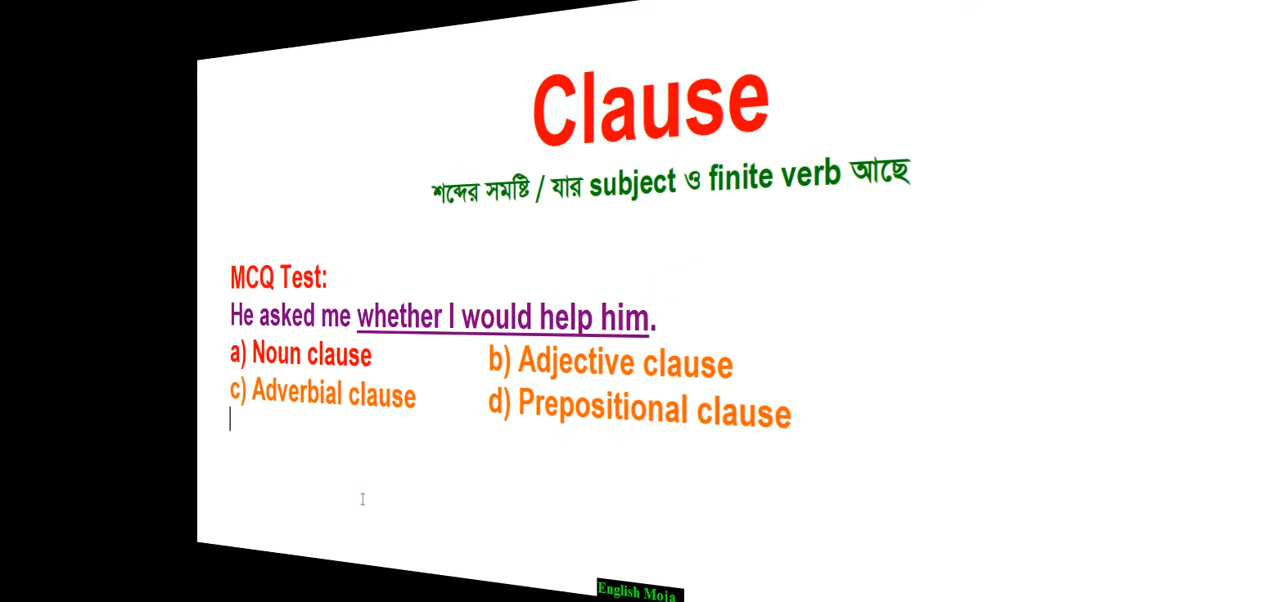 Clause
শব্দের সমষ্টি / যার subject ও finite verb আছে
MCQ Test:
He asked me whether I would help him.
a) Noun clause b) Adjective clause
c) Adverbial clause d) Prepositional clause
English Moja